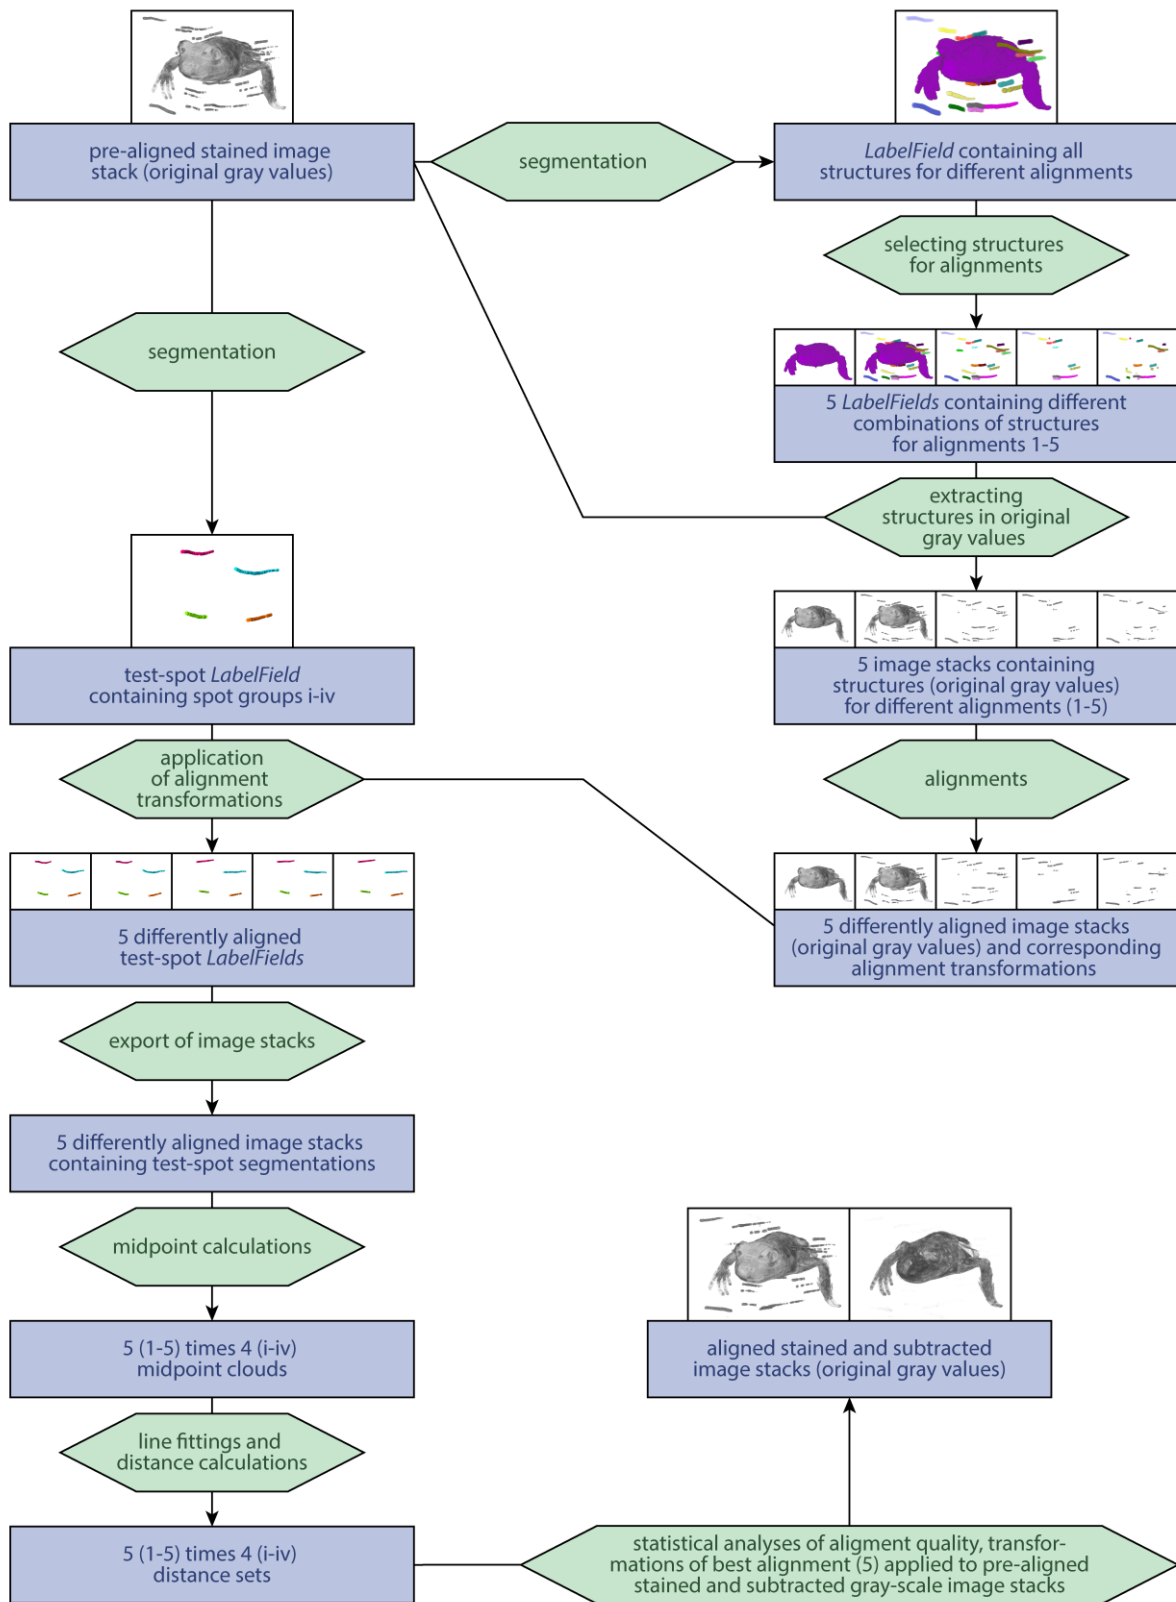 pre-aligned stained image
stack (original gray values)
segmentation
LabelField containing all
structures for different alignments
selecting structures
for alignments
segmentation
5 LabelFields containing different
combinations of structures
for alignments 1-5
extracting
structures in original
gray values
test-spot LabelField
containing spot groups i-iv
5 image stacks containing
structures (original gray values)
for different alignments (1-5)
application
of alignment
transformations
alignments
5 differently aligned
test-spot LabelFields
5 differently aligned image stacks
(original gray values) and corresponding
alignment transformations
export of image stacks
5 differently aligned image stacks
containing test-spot segmentations
midpoint calculations
5 (1-5) times 4 (i-iv)
midpoint clouds
aligned stained and subtracted
image stacks (original gray values)
line fittings and
distance calculations
5 (1-5) times 4 (i-iv)
distance sets
statistical analyses of aligment quality, transfor-
mations of best alignment (5) applied to pre-aligned
stained and subtracted gray-scale image stacks